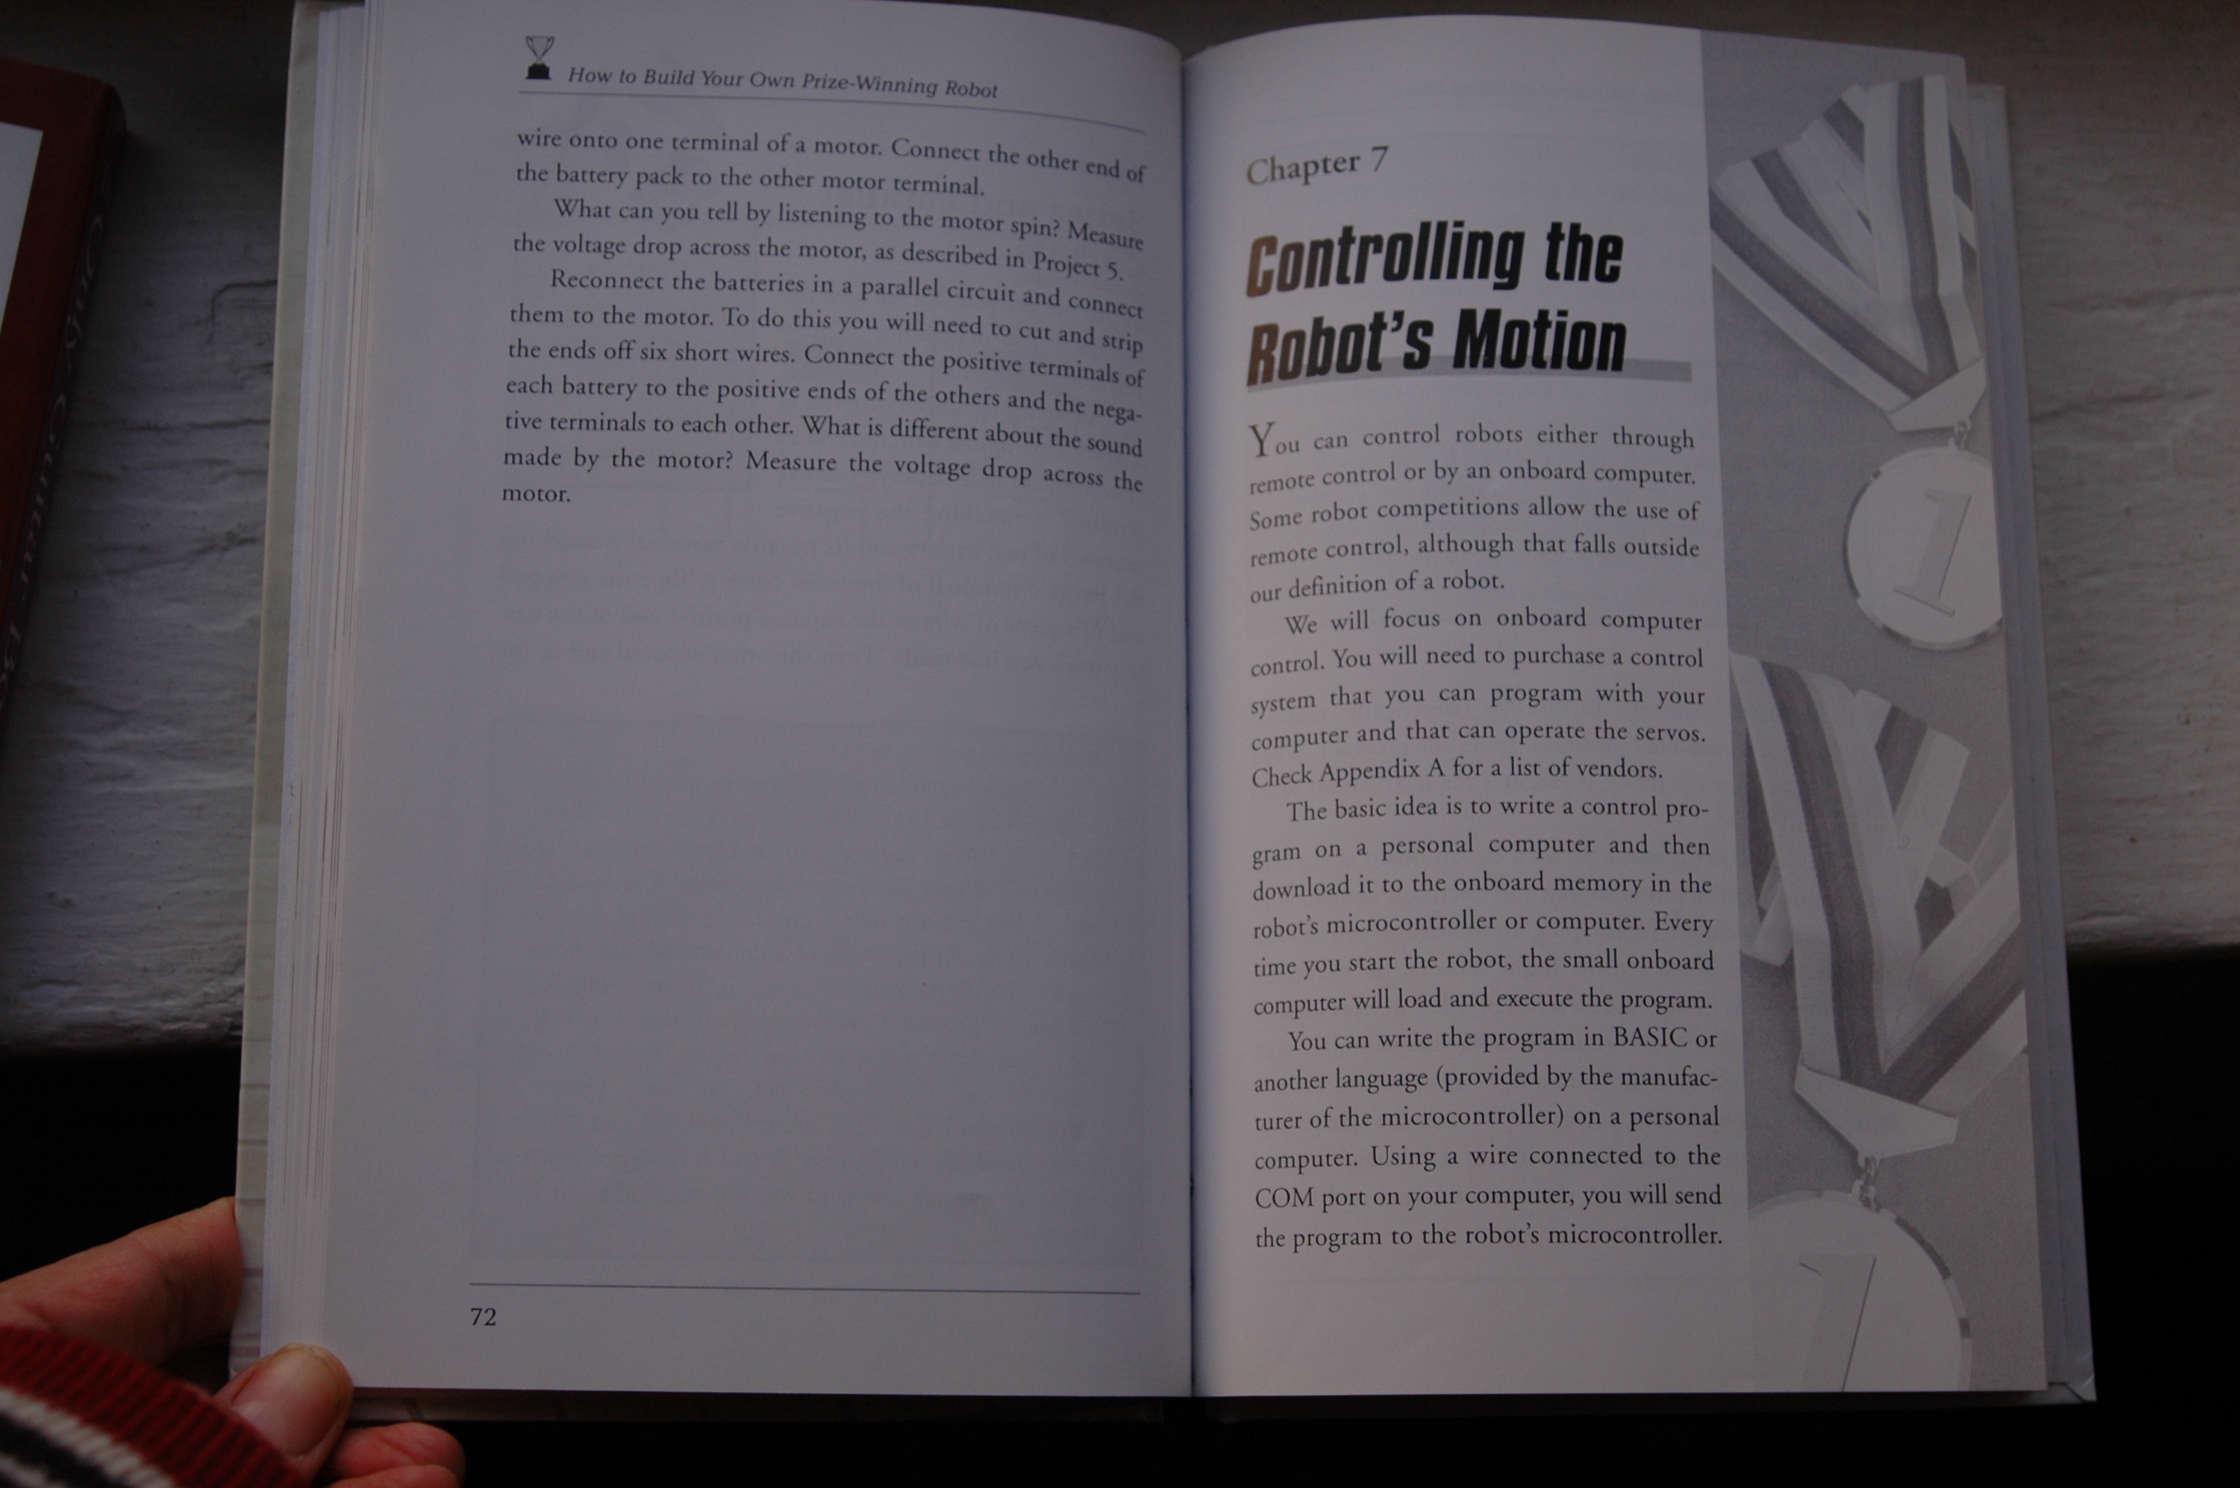 How to Build Your Own Prize-Winning Robot
wire onto one terminal of a motor. Connect the other end of
the battery pack to the other motor terminal.
What can you tell by listening to the motor spin? Measure
the voltage drop across the motor, as described in Project 5.
Reconnect the batteries in a parallel circuit and connect
them to the motor. To do this you will need to cut and strip
the ends off six short wires. Connect the positive terminals of
each battery to the positive ends of the others and the nega-
tive terminals to each other. What is different about the sound
made by the motor? Measure the voltage drop across the
motor.
72
Chapter 7
Controlling the
Robot's Motion
You can control robots either through
remote control or by an onboard computer.
Some robot competitions allow the use of
remote control, although that falls outside
our definition of a robot.
We will focus on onboard computer
control. You will need to purchase a control
system that you can program with your
computer and that can operate the servos.
Check Appendix A for a list of vendors.
The basic idea is to write a control pro-
gram on a personal computer and then
download it to the onboard memory in the
robot's microcontroller or computer. Every
time you start the robot, the small onboard
computer will load and execute the program.
You can write the program in BASIC or
another language (provided by the manufac-
turer of the microcontroller) on a personal
computer. Using a wire connected to the
COM port on your computer, you will send
the program to the robot's microcontroller.
1
1
Only Guitar